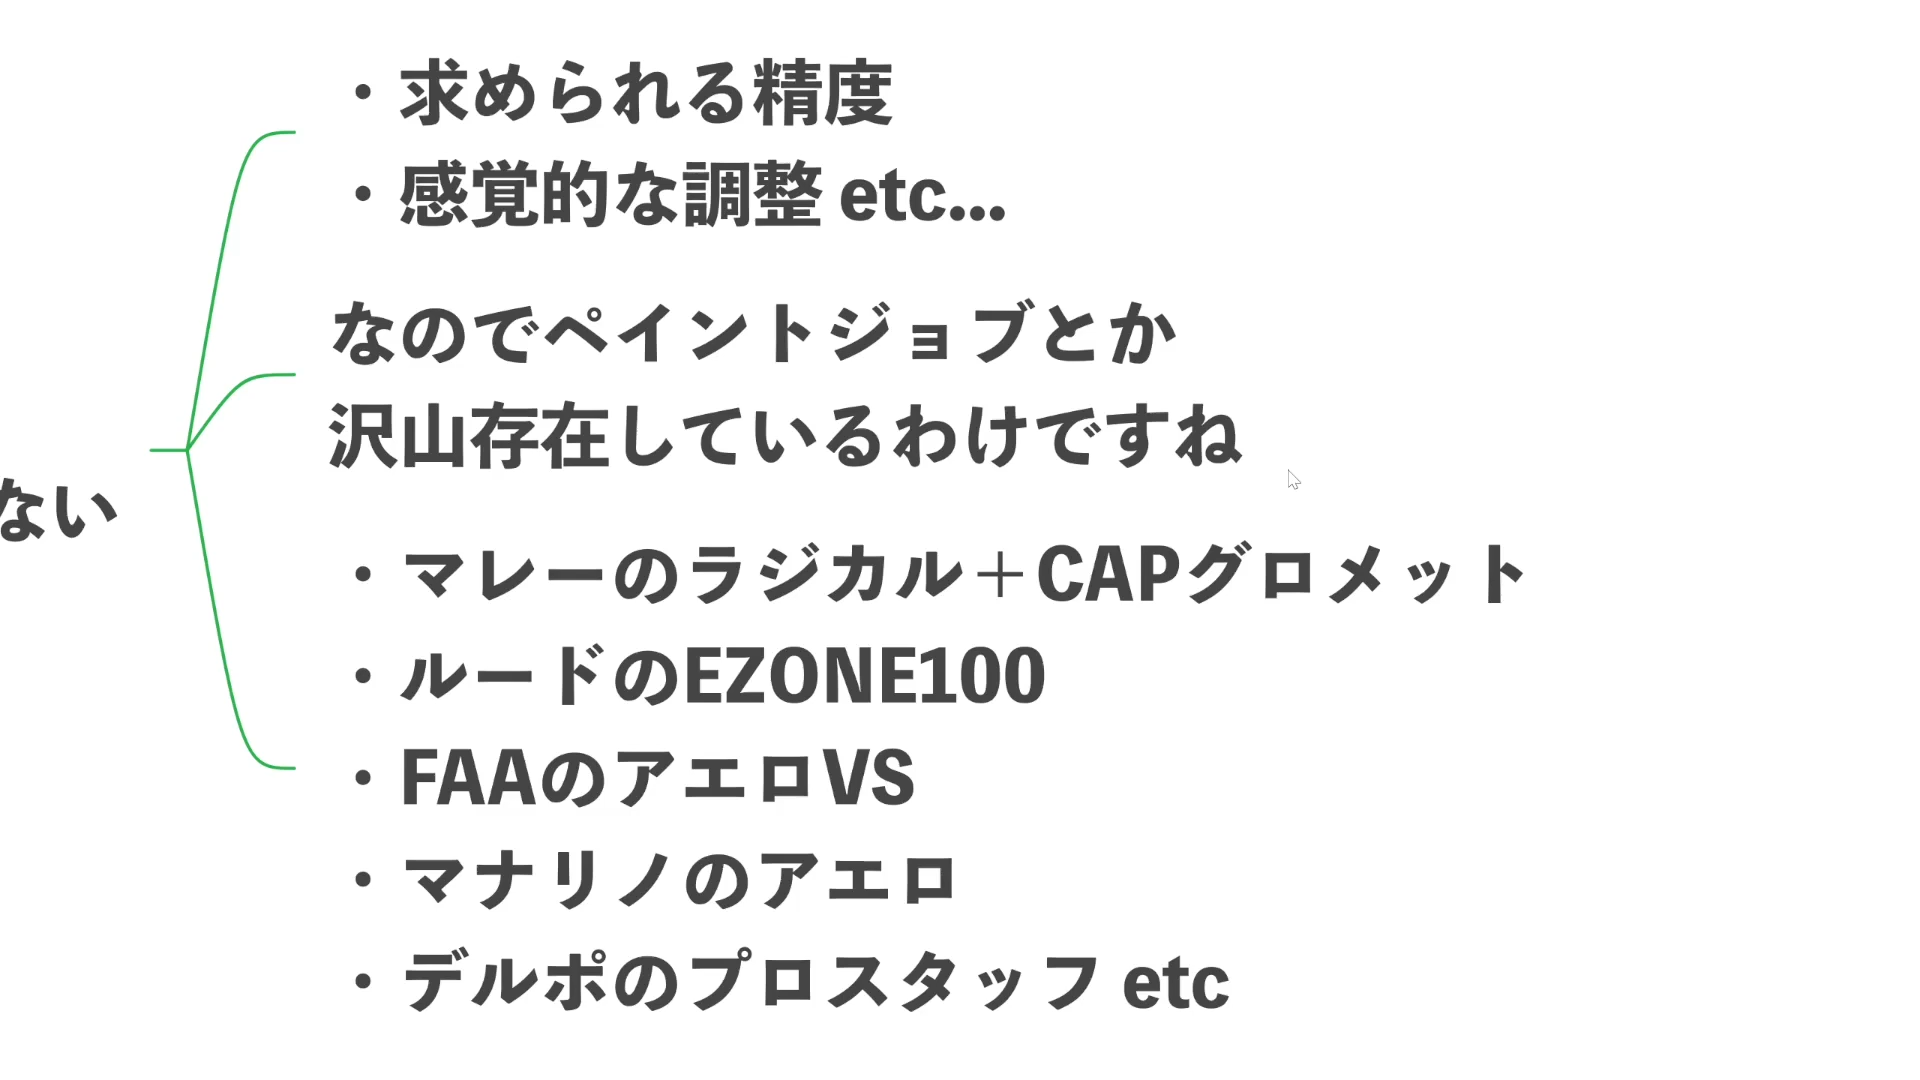 ・求められる精度
・感覚的な調整 etc...
なのでペイントジョブとか
沢山存在しているわけですね
ない
・マレーのラジカル＋CAPグロメット
・ルードのEZONE100
・FAAのアエロVS
・マナリノのアエロ
・デルポのプロスタッフ etc